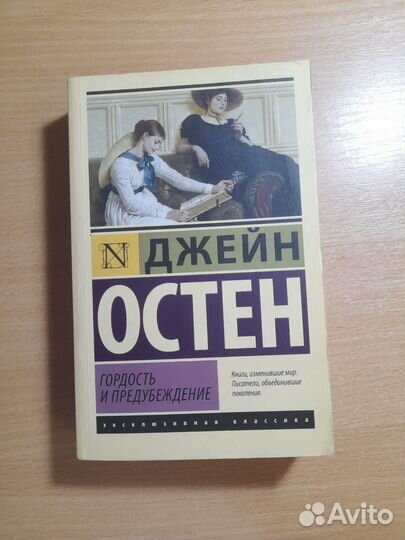 N
ДЖЕЙН
ОСТЕН
ГОРДОСТЬ
И ПРЕДУБЕЖДЕНИЕ
Книги, изменившие мир.
Писатели, объединившие
поколения.
эксклюзивная классика
Avito